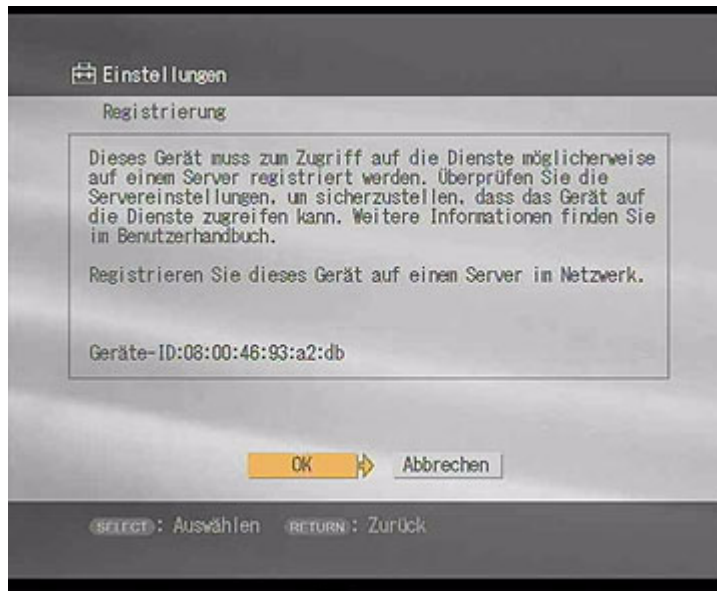 Einstellungen
Registrierung
Dieses Gerät muss zum Zugriff auf die Dienste möglicherweise
auf einem Server registriert werden. Überprüfen Sie die
Servereinstellungen, um sicherzustellen, dass das Gerät auf
die Dienste zugreifen kann. Weitere Informationen finden Sie
im Benutzerhandbuch.
Registrieren Sie dieses Gerät auf einem Server im Netzwerk.
Geräte-ID:08:00:46:93:a2:db
OK Abbrechen
SELECT: Auswählen RETURN: Zurück